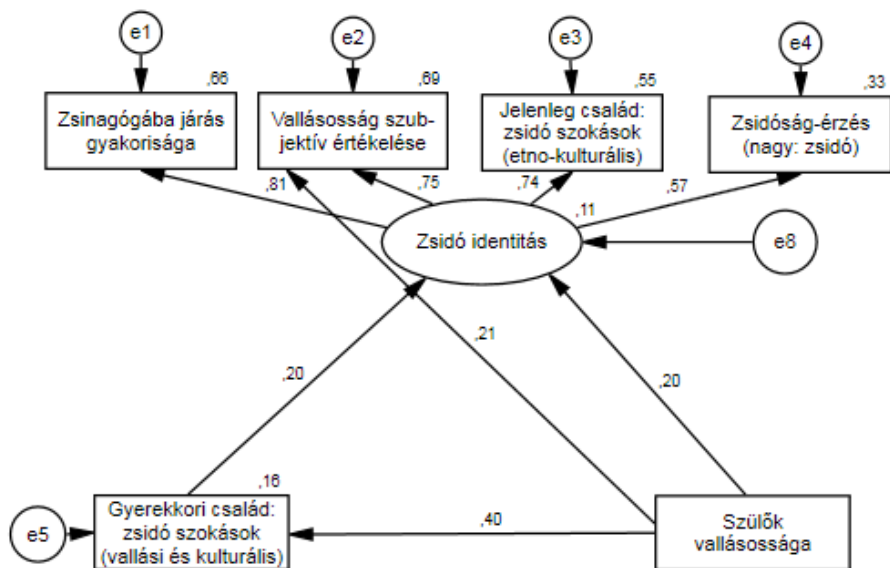 e1
e2
e3
e4
,66
,69
,55
,33
Zsinagógába járás
gyakorisága
Vallásosság szub-
jektív értékelése
Jelenleg család:
zsidó szokások
(etno-kulturális)
Zsidóság-érzés
(nagy: zsidó)
,81
,75
,74
,57
,11
Zsidó identitás
e8
,20
,21
,20
,16
e5
Gyerekkori család:
zsidó szokások
(vallási és kulturális)
,40
Szülők
vallásossága